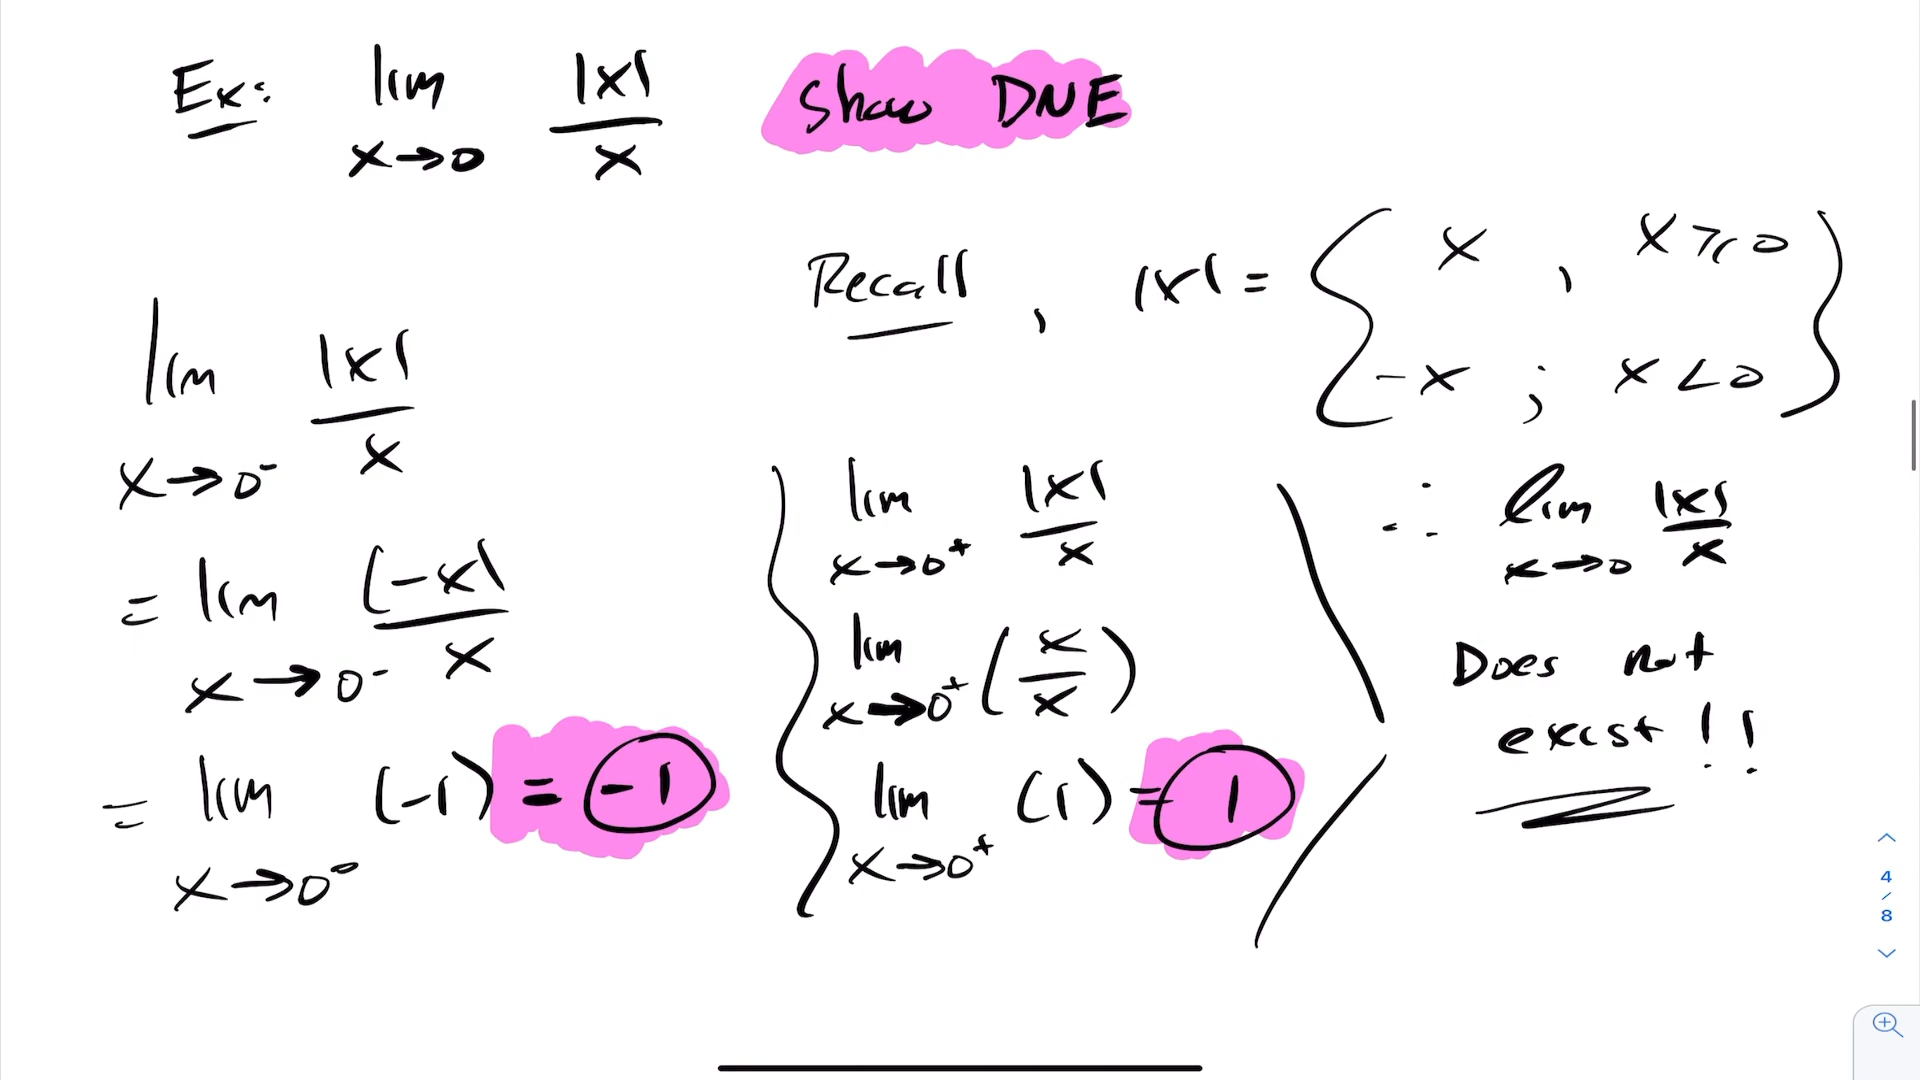 Ex: lim x→0 |x|/x Show DNE
Recall, |x| = { x , x ≥ 0
-x ; x < 0 }
lim x→0⁻ |x|/x
= lim x→0⁻ (-x)/x
= lim x→0⁻ (-1) = -1
lim x→0⁺ |x|/x
lim x→0⁺ (x/x)
lim x→0⁺ (1) = 1
∴ lim x→0 |x|/x
Does not
exist !!
4
/
8